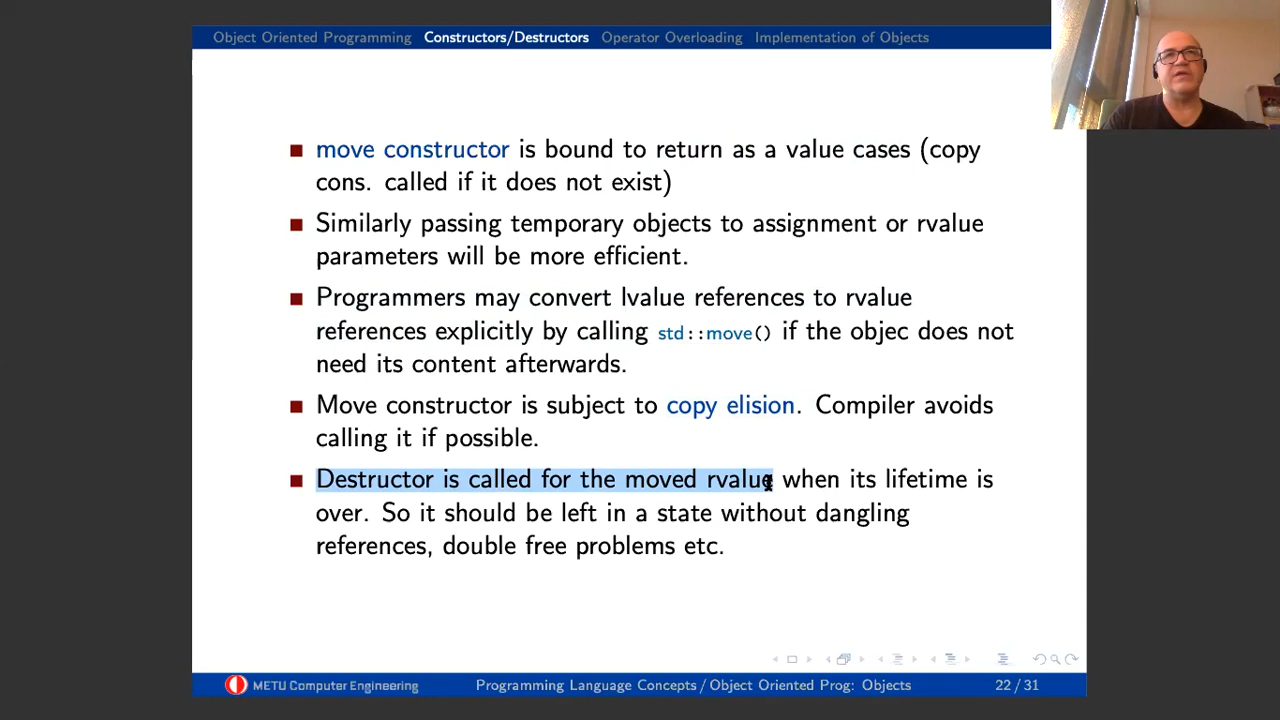 Object Oriented Programming Constructors/Destructors Operator Overloading Implementation of Objects
move constructor is bound to return as a value cases (copy
cons. called if it does not exist)
Similarly passing temporary objects to assignment or rvalue
parameters will be more efficient.
Programmers may convert lvalue references to rvalue
references explicitly by calling std::move() if the objec does not
need its content afterwards.
Move constructor is subject to copy elision. Compiler avoids
calling it if possible.
Destructor is called for the moved rvalue when its lifetime is
over. So it should be left in a state without dangling
references, double free problems etc.
METU Computer Engineering Programming Language Concepts / Object Oriented Prog: Objects 22 / 31